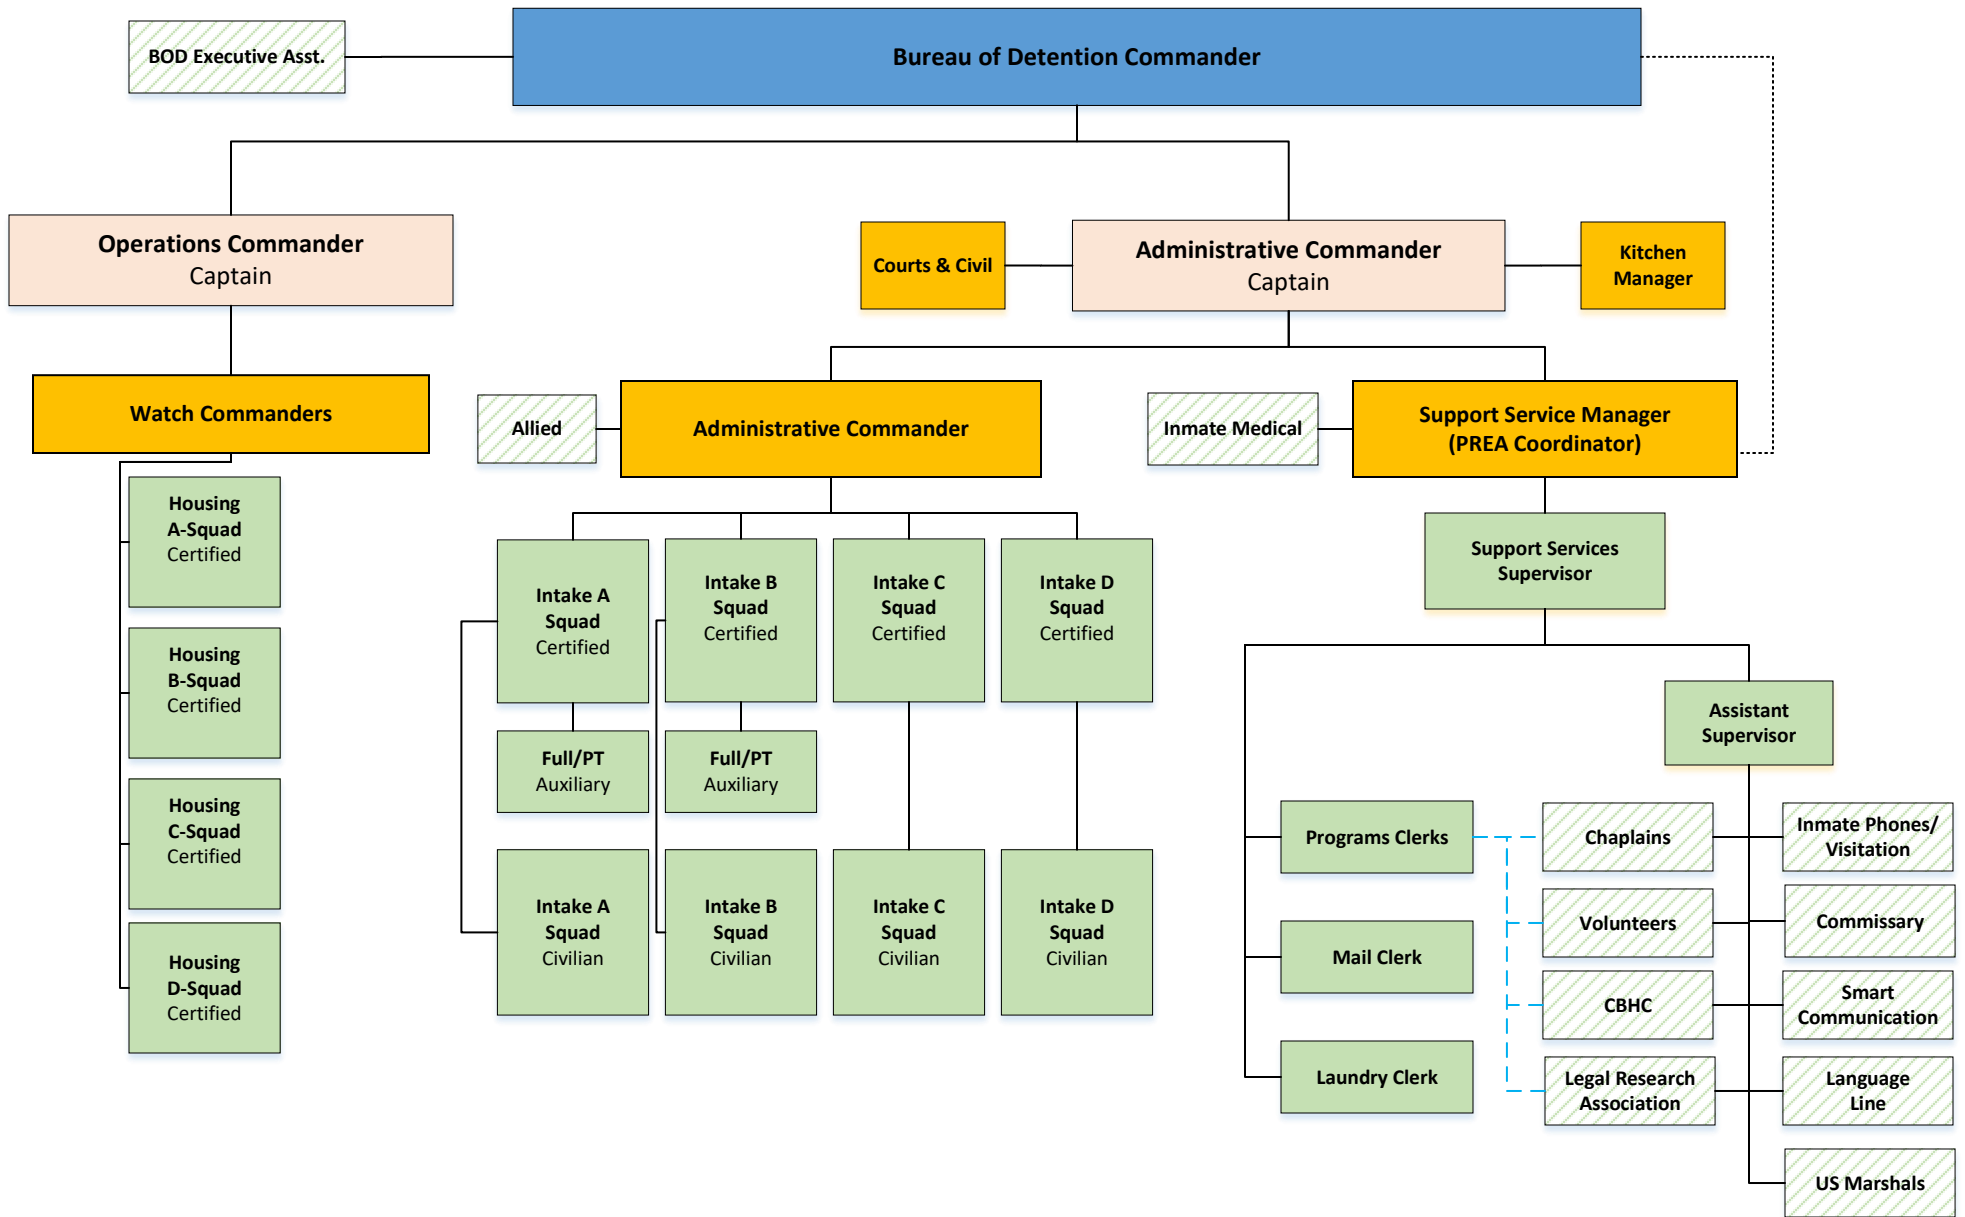 BOD Executive Asst.
Bureau of Detention Commander
Operations Commander
Captain
Courts & Civil
Administrative Commander
Captain
Kitchen
Manager
Watch Commanders
Allied
Administrative Commander
Inmate Medical
Support Service Manager
(PREA Coordinator)
Housing
A-Squad
Certified
Housing
B-Squad
Certified
Housing
C-Squad
Certified
Housing
D-Squad
Certified
Intake A
Squad
Certified
Intake B
Squad
Certified
Intake C
Squad
Certified
Intake D
Squad
Certified
Full/PT
Auxiliary
Full/PT
Auxiliary
Intake A
Squad
Civilian
Intake B
Squad
Civilian
Intake C
Squad
Civilian
Intake D
Squad
Civilian
Support Services
Supervisor
Assistant
Supervisor
Programs Clerks
Mail Clerk
Laundry Clerk
Chaplains
Volunteers
CBHC
Legal Research
Association
Inmate Phones/
Visitation
Commissary
Smart
Communication
Language
Line
US Marshals